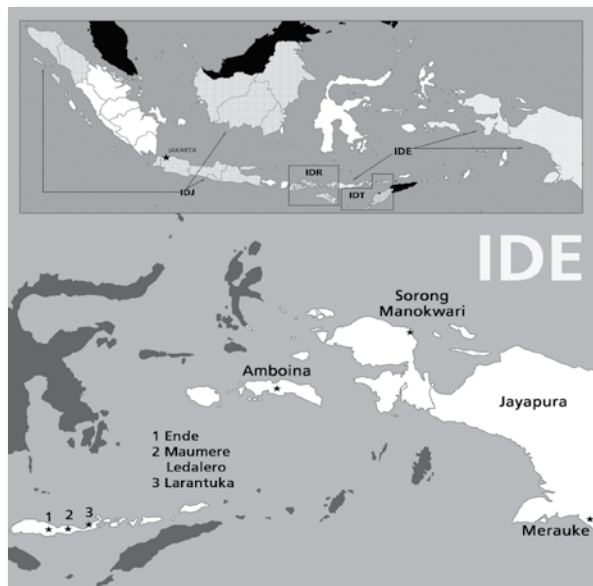 JAKARTA
IDJ
IDR
IDT
IDE
IDE
Sorong
Manokwari
Amboina
Jayapura
1 Ende
2 Maumere
Ledalero
3 Larantuka
1 2 3
Merauke